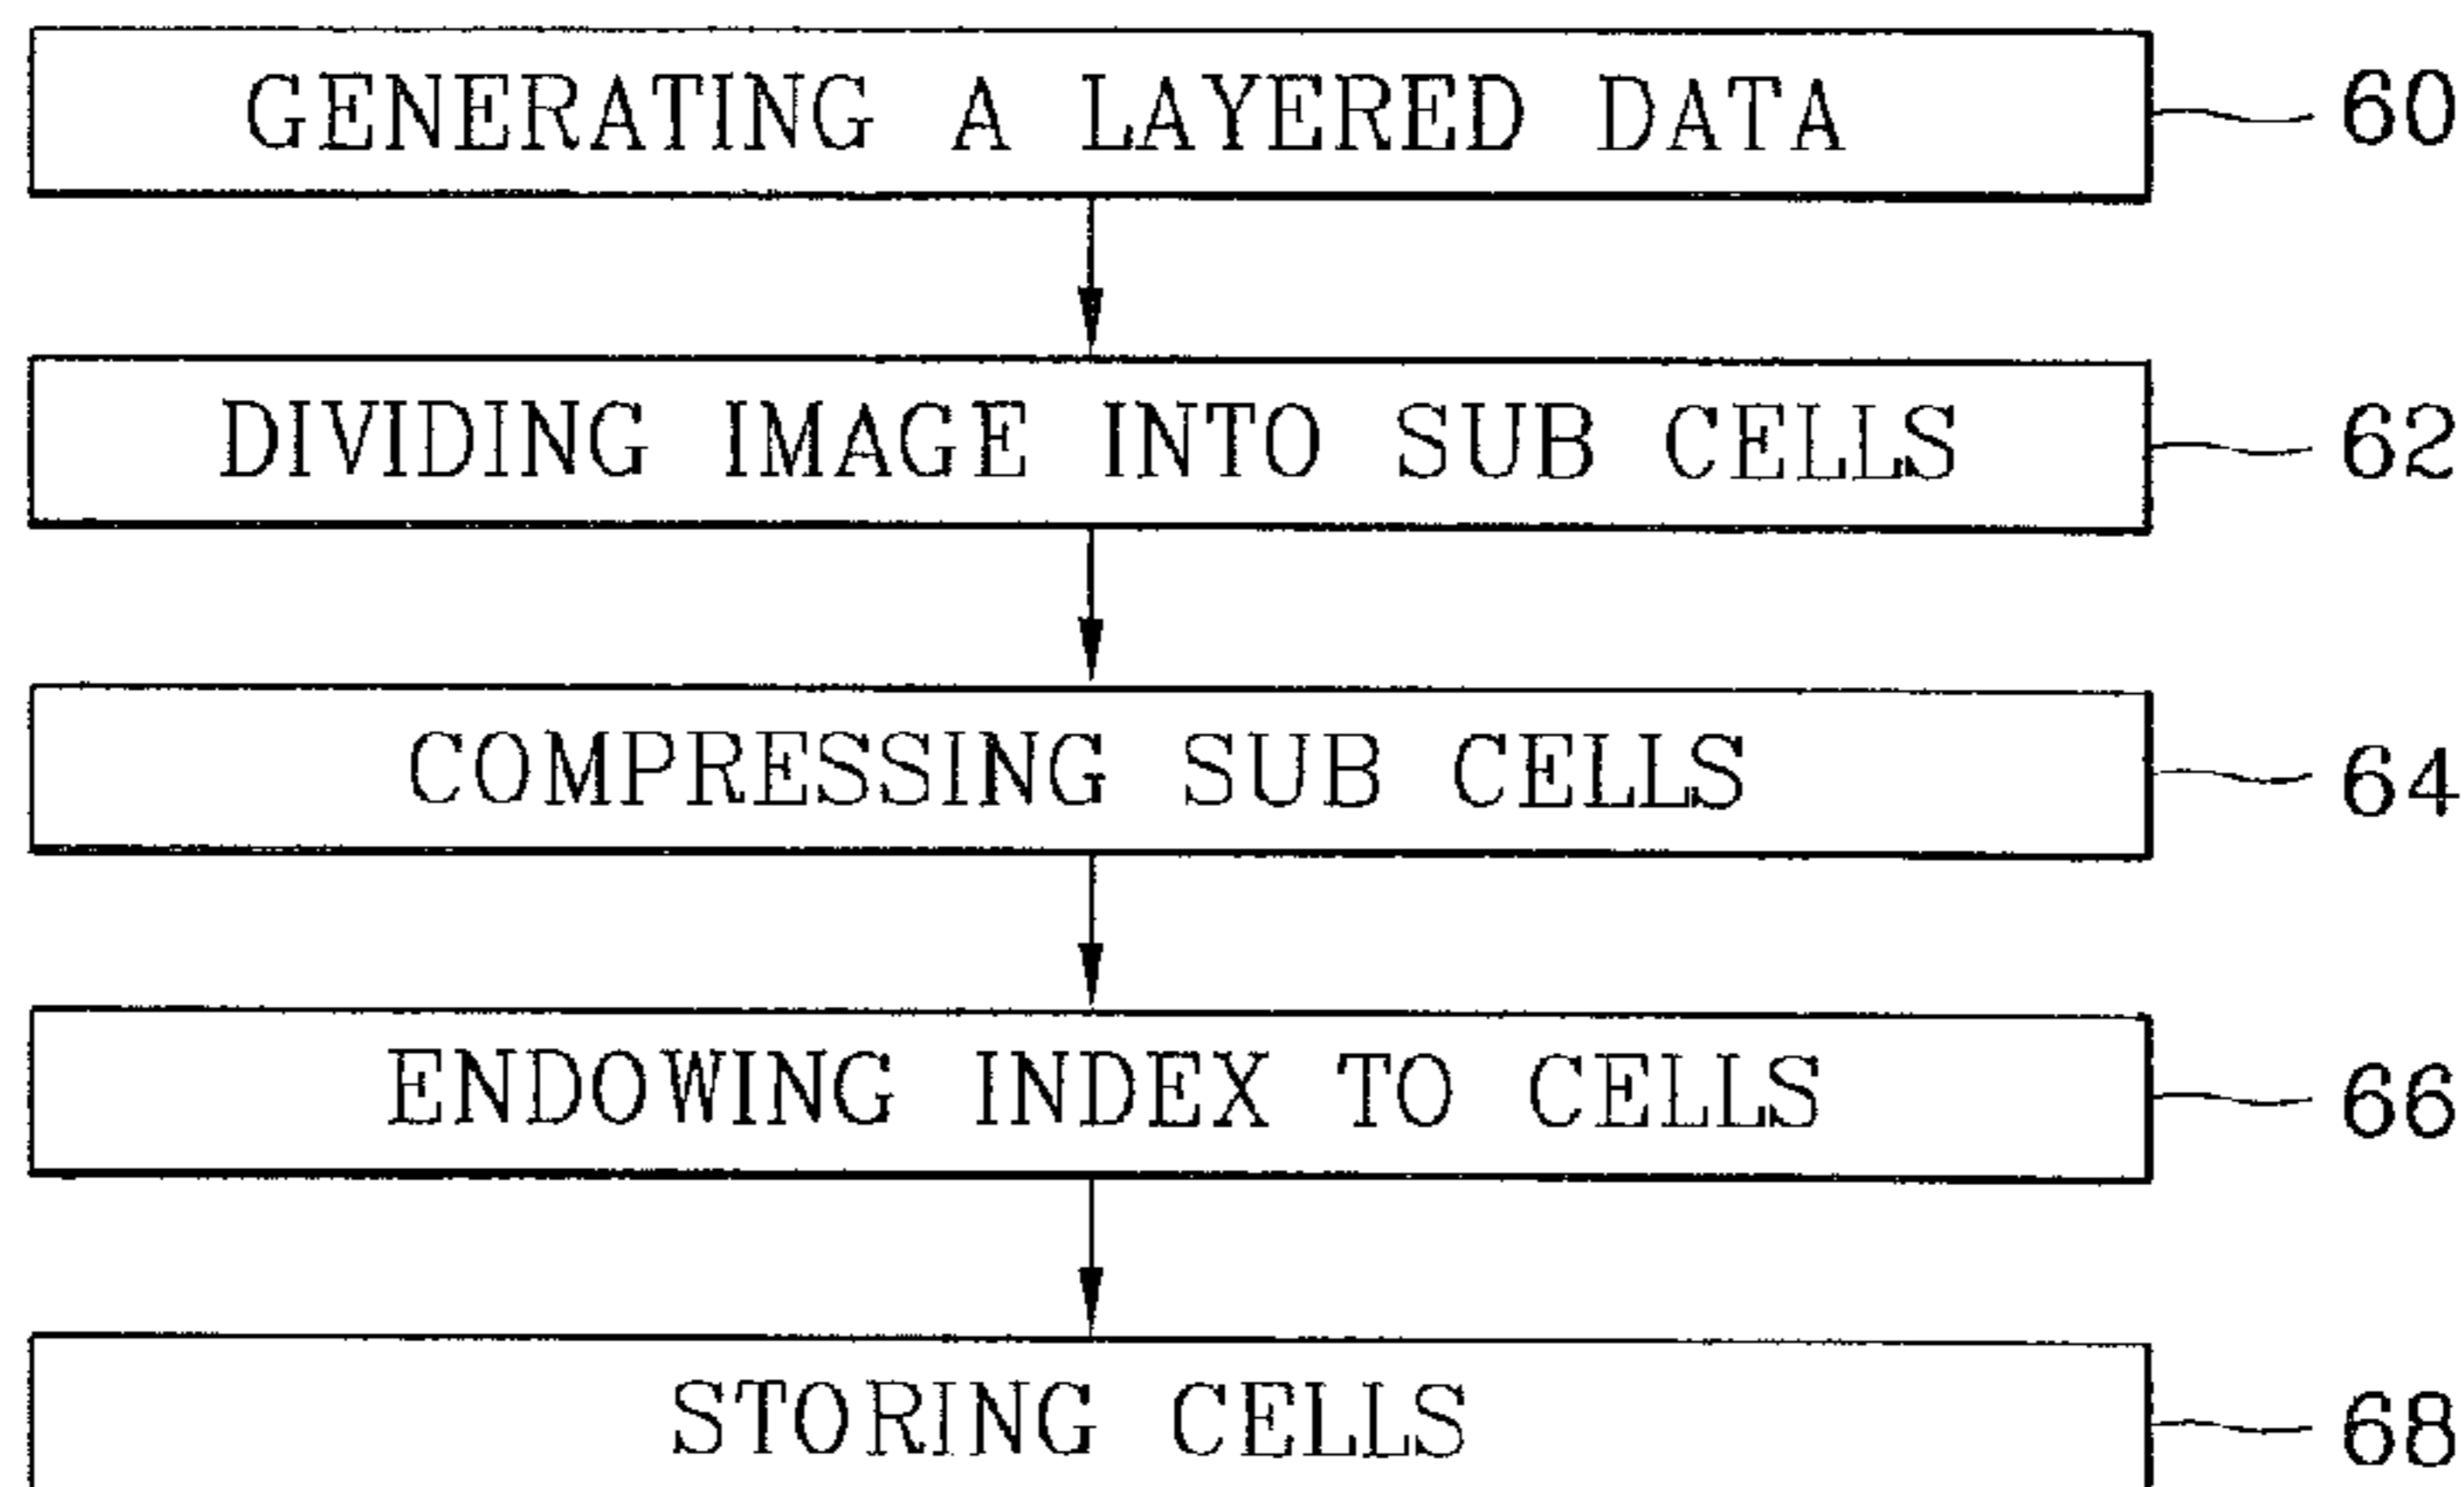 GENERATING A LAYERED DATA 60
DIVIDING IMAGE INTO SUB CELLS 62
COMPRESSING SUB CELLS 64
ENDOWING INDEX TO CELLS 66
STORING CELLS 68